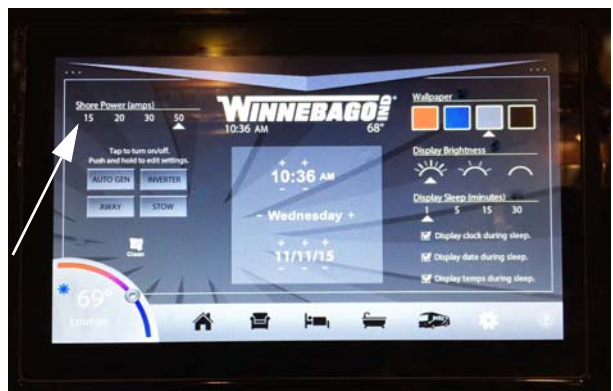 Shore Power (amps)
15 20 30 50
Tap to turn on/off.
Push and hold to edit settings.
AUTO GEN INVERTER
AWAY STOW
Clean
69°
Lounge
WINNEBAGO IND
10:36 AM 68°
+ +
10:36 AM
– –
– Wednesday +
+ + +
11/11/15
– – –
Wallpaper
Display Brightness
Display Sleep (minutes)
1 5 15 30
Display clock during sleep.
Display date during sleep.
Display temps during sleep.